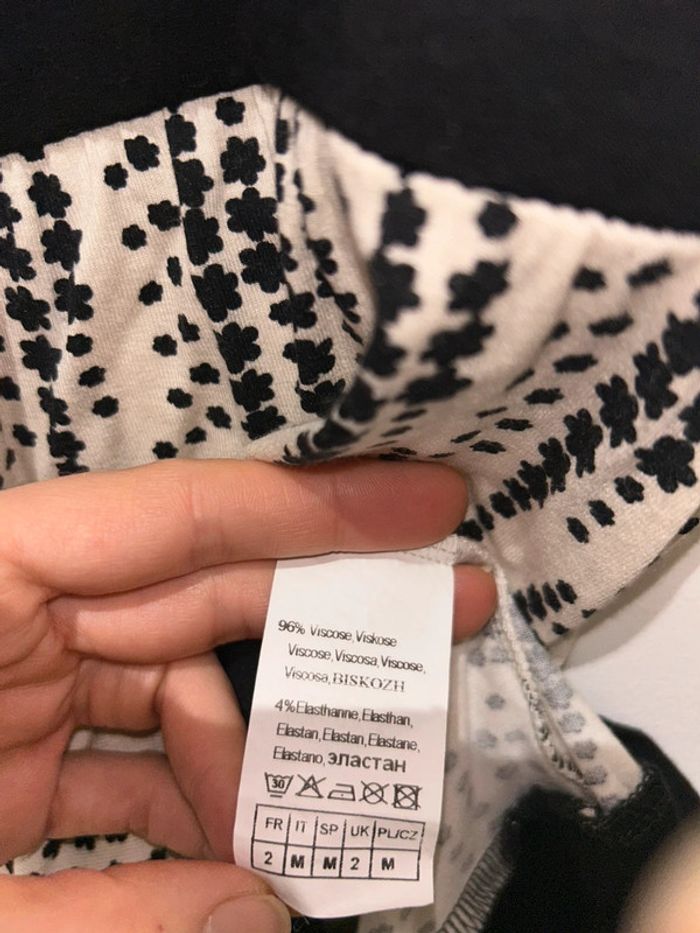 96% Viscose, Viskose
Viscose, Viscosa, Viscose,
Viscosa, BISKOZH
4% Elasthanne, Elasthan,
Elastan, Elastan, Elastane,
Elastano, эластан
30
FR IT SP UK PL/CZ
2 M M 2 M